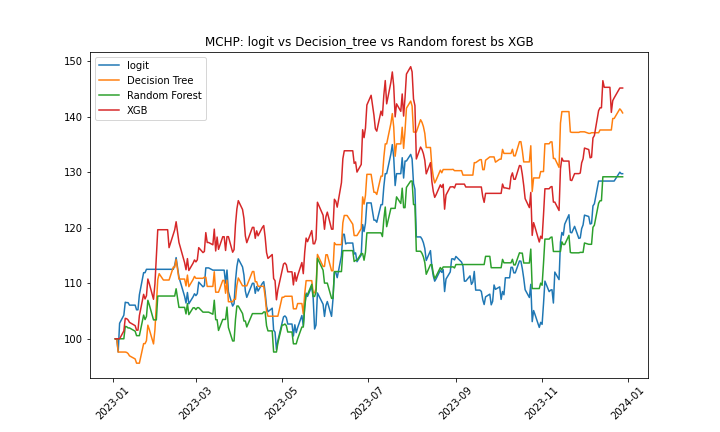 MCHP: logit vs Decision_tree vs Random forest bs XGB
logit
Decision Tree
Random Forest
XGB
150
140
130
120
110
100
2023-01
2023-03
2023-05
2023-07
2023-09
2023-11
2024-01